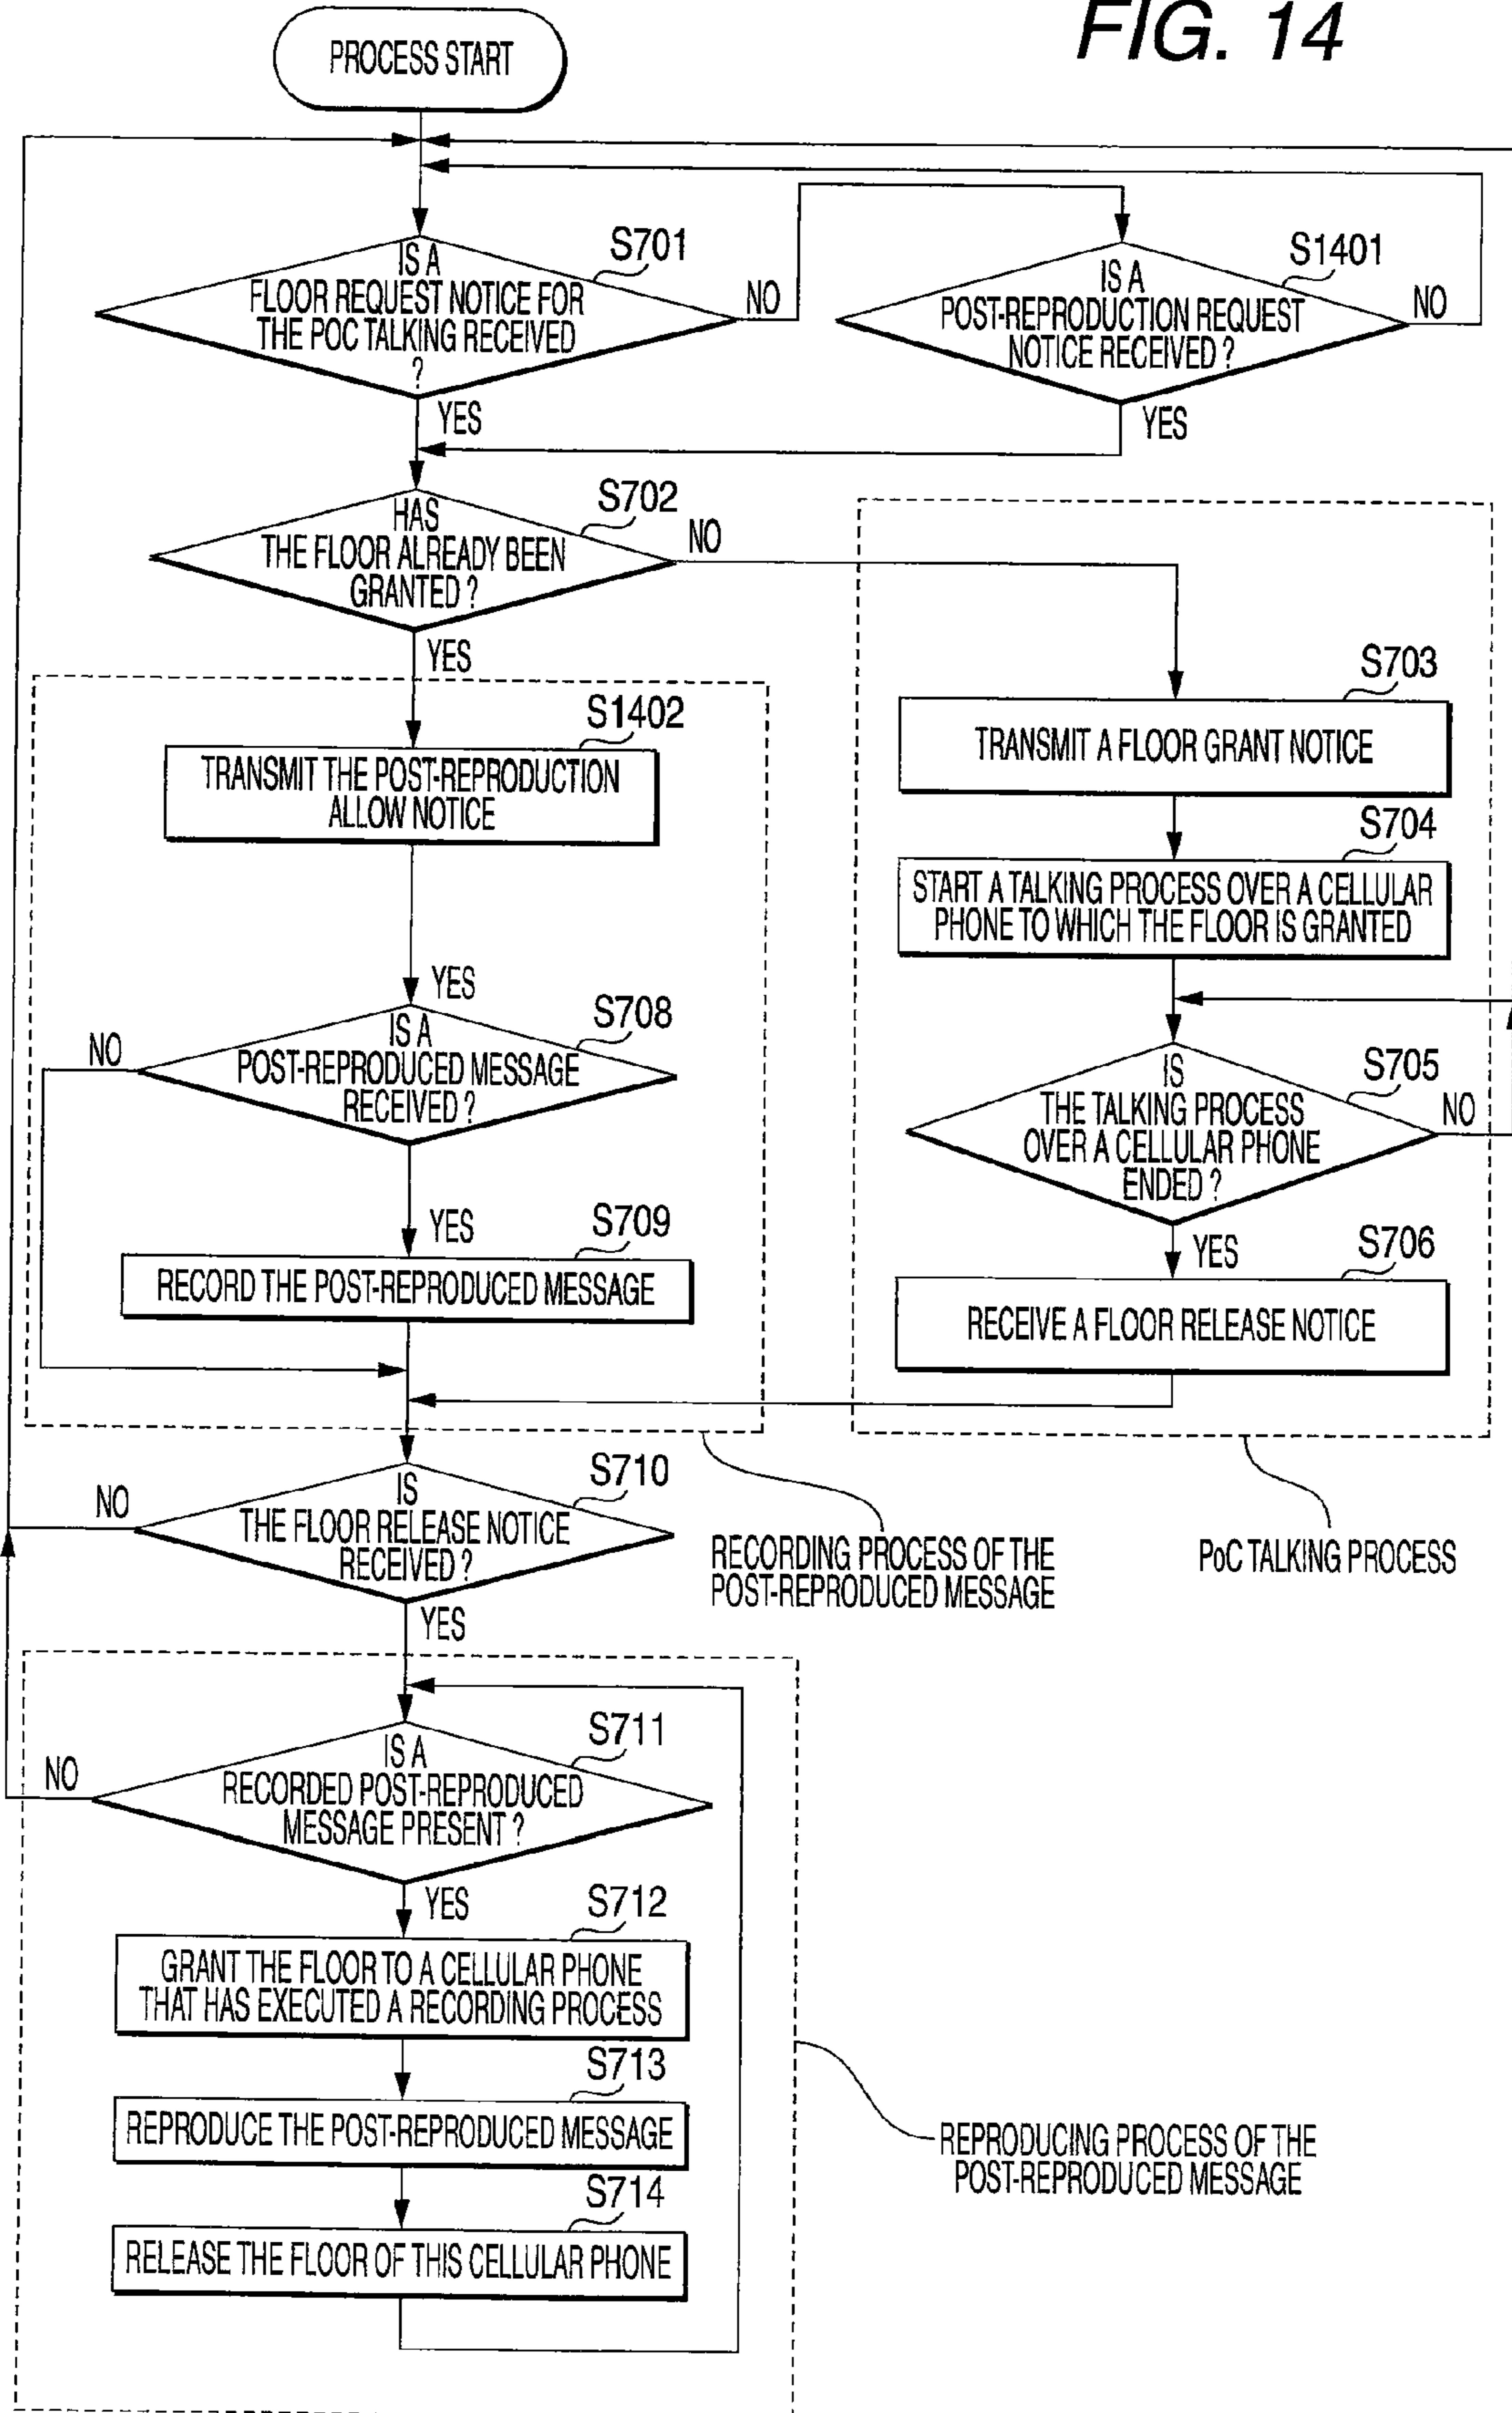 FIG. 14
PROCESS START
S701
IS A
FLOOR REQUEST NOTICE FOR
THE POC TALKING RECEIVED
?
NO
YES
S1401
IS A
POST-REPRODUCTION REQUEST
NOTICE RECEIVED ?
NO
YES
S702
HAS
THE FLOOR ALREADY BEEN
GRANTED ?
NO
YES
S1402
TRANSMIT THE POST-REPRODUCTION
ALLOW NOTICE
YES
S708
IS A
POST-REPRODUCED MESSAGE
RECEIVED ?
NO
YES
S709
RECORD THE POST-REPRODUCED MESSAGE
S703
TRANSMIT A FLOOR GRANT NOTICE
S704
START A TALKING PROCESS OVER A CELLULAR
PHONE TO WHICH THE FLOOR IS GRANTED
S705
IS
THE TALKING PROCESS
OVER A CELLULAR PHONE
ENDED ?
NO
YES
S706
RECEIVE A FLOOR RELEASE NOTICE
S710
IS
THE FLOOR RELEASE NOTICE
RECEIVED ?
NO
YES
RECORDING PROCESS OF THE
POST-REPRODUCED MESSAGE
PoC TALKING PROCESS
S711
IS A
RECORDED POST-REPRODUCED
MESSAGE PRESENT ?
NO
YES
S712
GRANT THE FLOOR TO A CELLULAR PHONE
THAT HAS EXECUTED A RECORDING PROCESS
S713
REPRODUCE THE POST-REPRODUCED MESSAGE
S714
RELEASE THE FLOOR OF THIS CELLULAR PHONE
REPRODUCING PROCESS OF THE
POST-REPRODUCED MESSAGE